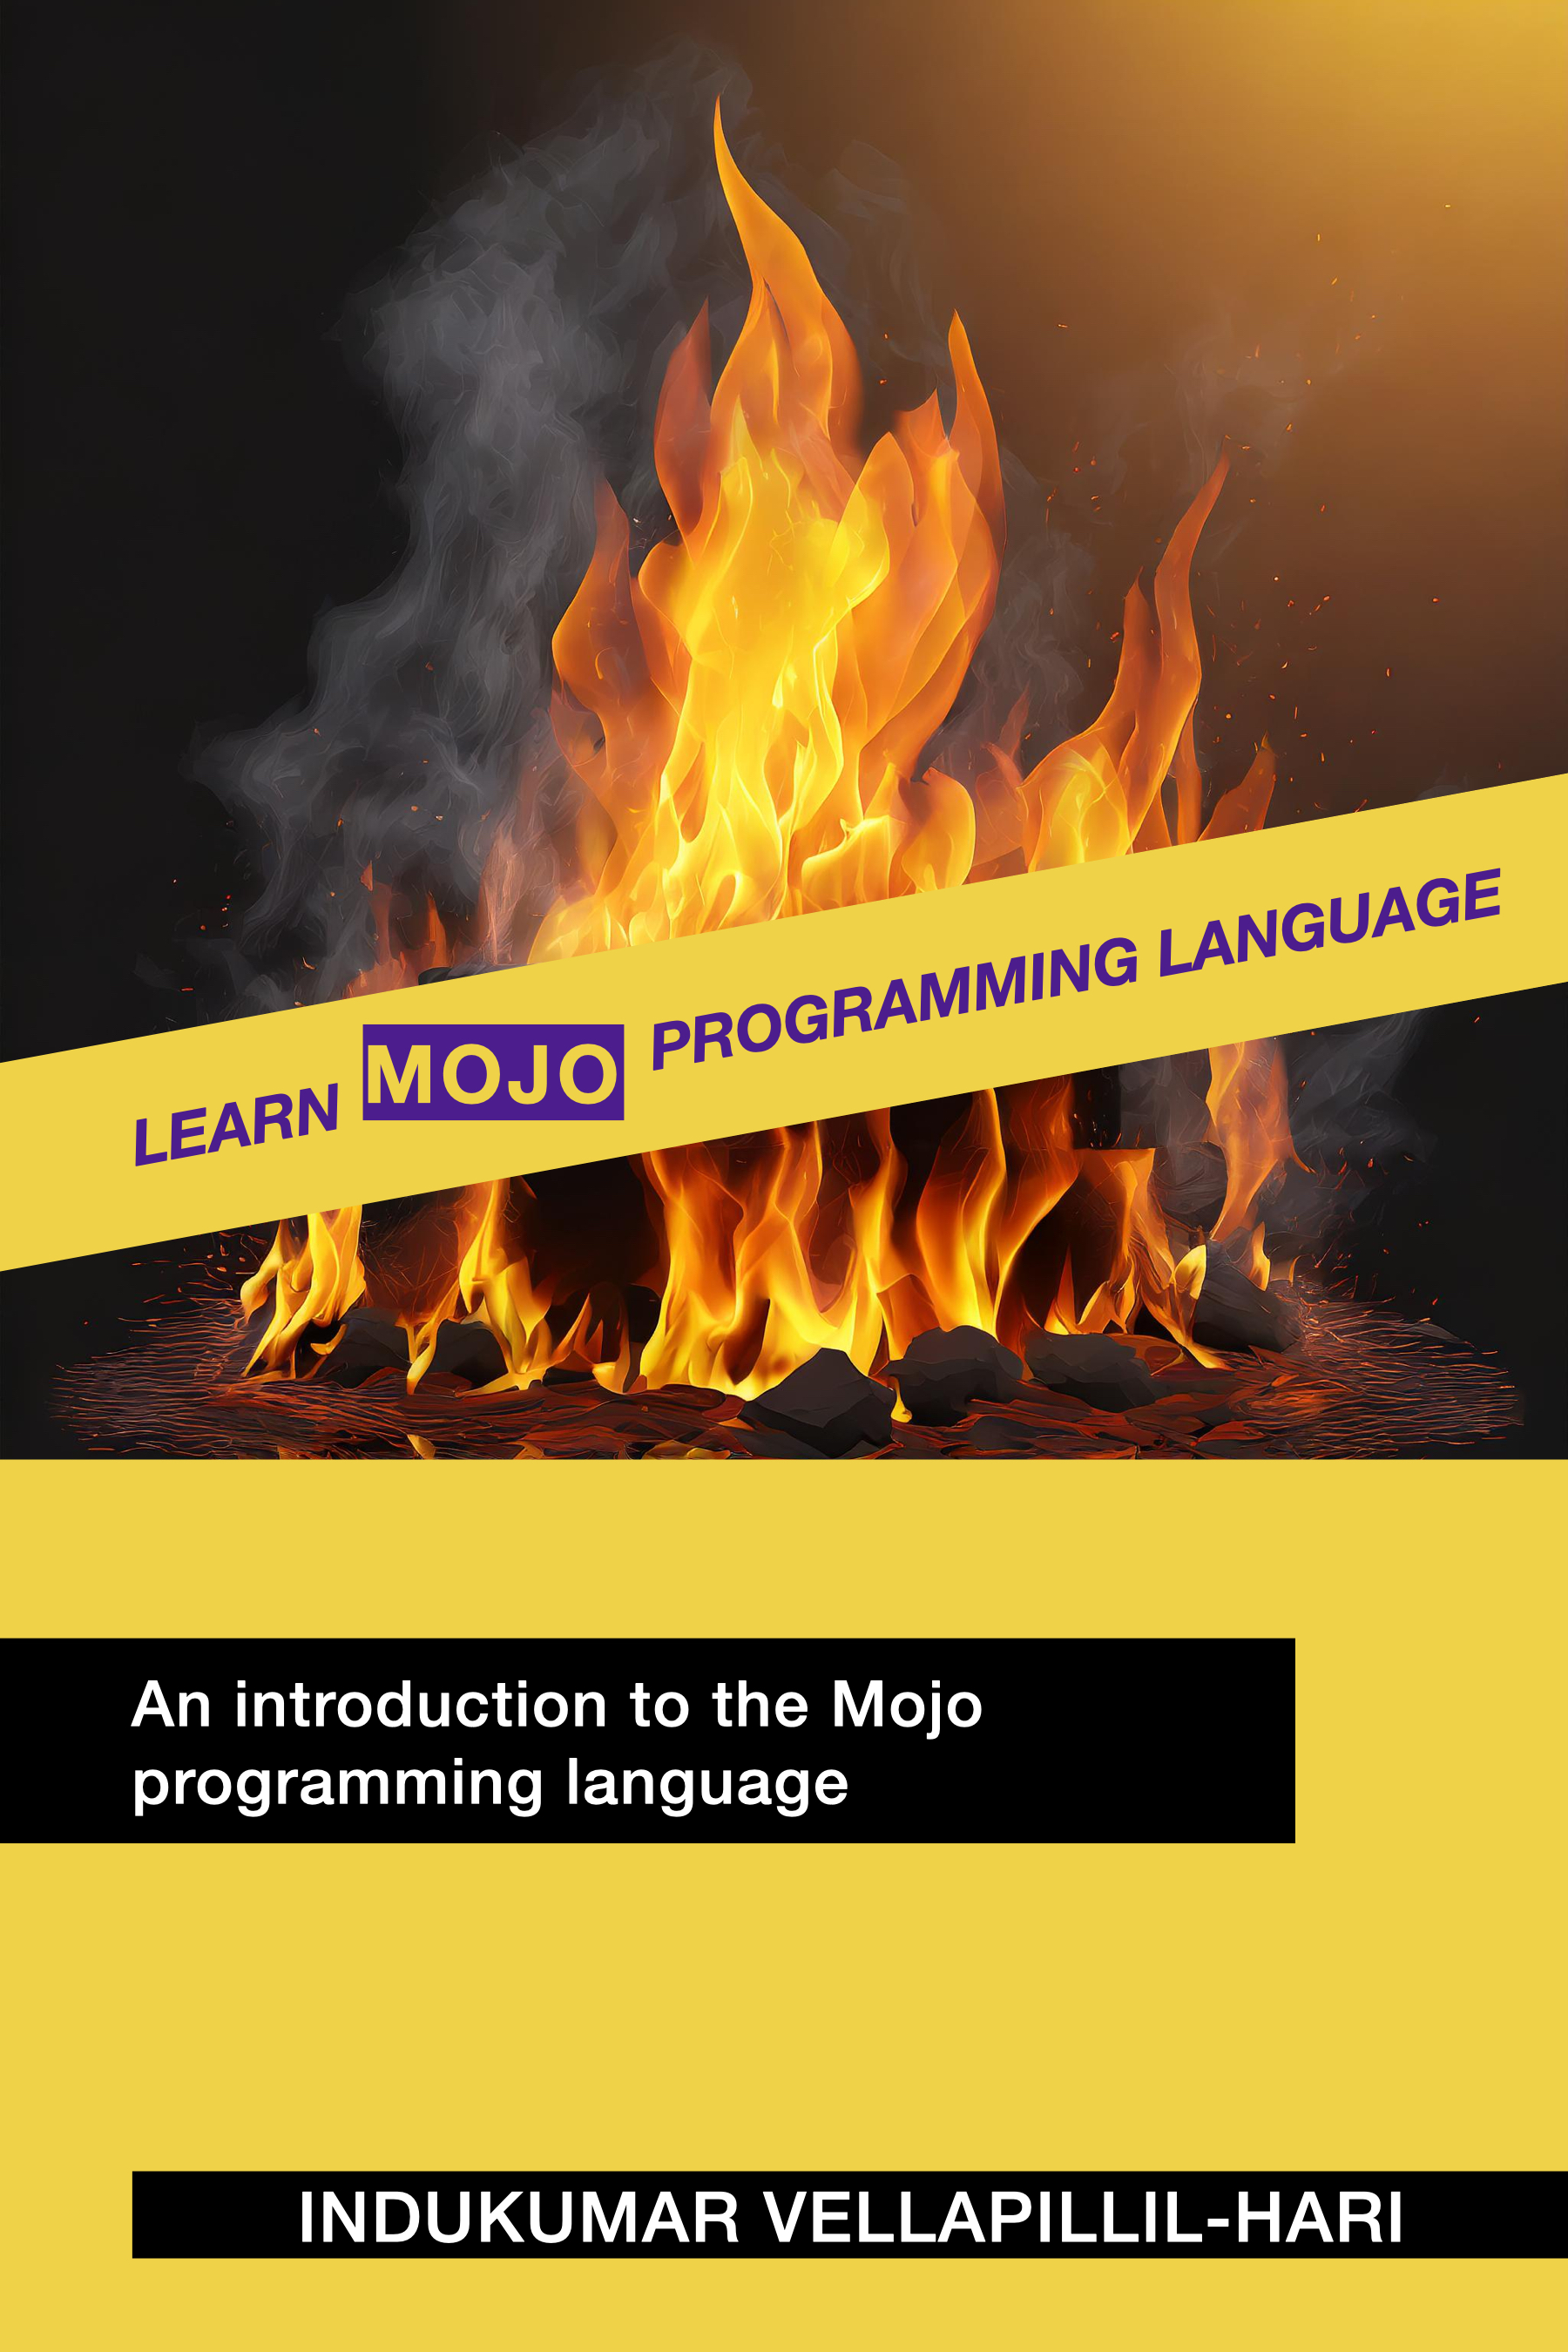 LEARN MOJO PROGRAMMING LANGUAGE
An introduction to the Mojo
programming language
INDUKUMAR VELLAPILLIL-HARI